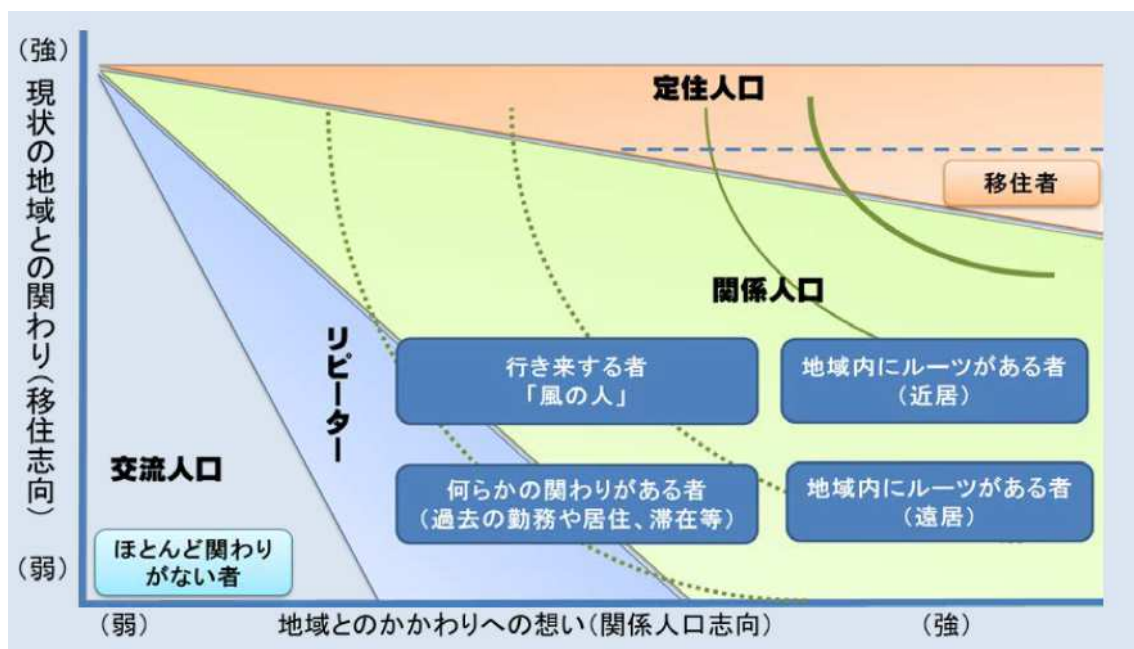 （強）
現状の地域との関わり（移住志向）
（弱）
定住人口
移住者
関係人口
リピーター
行き来する者
「風の人」
地域内にルーツがある者
（近居）
交流人口
何らかの関わりがある者
（過去の勤務や居住、滞在等）
地域内にルーツがある者
（遠居）
ほとんど関わり
がない者
（弱）
地域とのかかわりへの想い（関係人口志向）
（強）